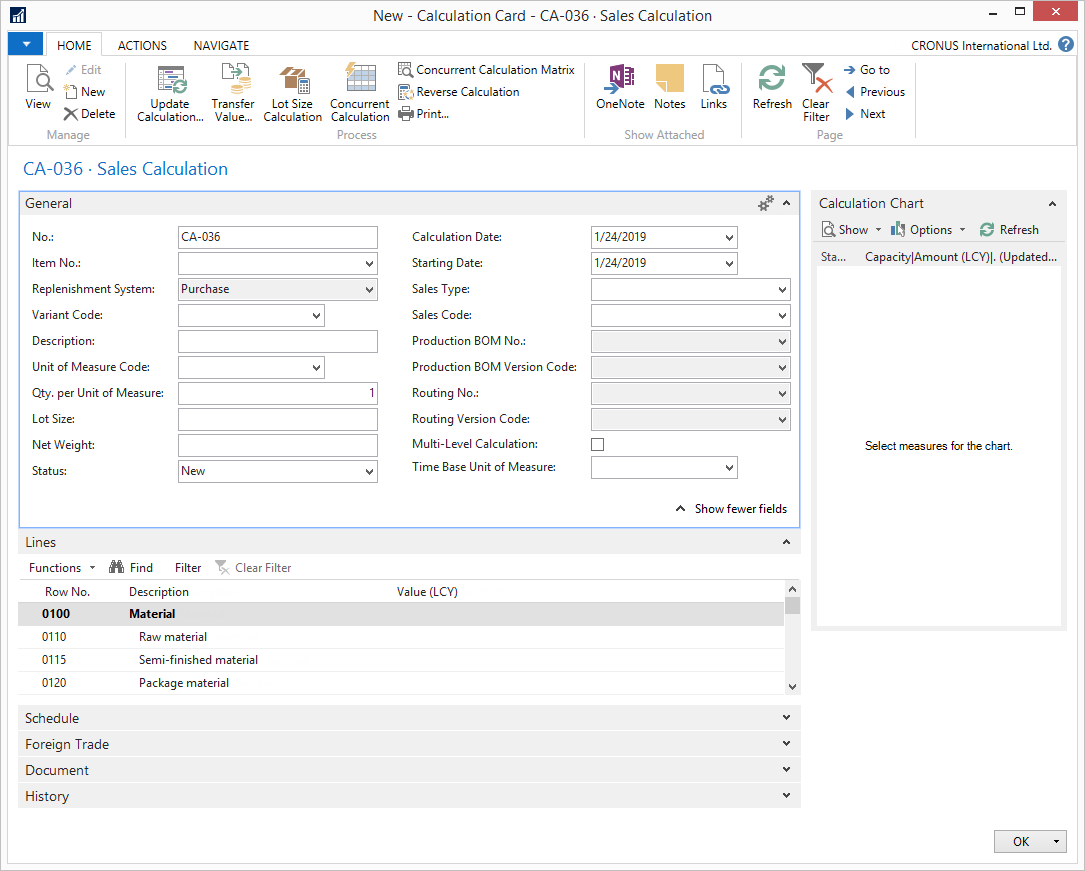 New - Calculation Card - CA-036 · Sales Calculation
HOME ACTIONS NAVIGATE CRONUS International Ltd. ?
View
Edit
New
Delete
Manage
Update Calculation...
Transfer Value...
Lot Size Calculation
Concurrent Calculation
Concurrent Calculation Matrix
Reverse Calculation
Print...
Process
OneNote
Notes
Links
Show Attached
Refresh
Clear Filter
Go to
Previous
Next
Page
CA-036 · Sales Calculation
General
No.: CA-036
Item No.:
Replenishment System: Purchase
Variant Code:
Description:
Unit of Measure Code:
Qty. per Unit of Measure: 1
Lot Size:
Net Weight:
Status: New
Calculation Date: 1/24/2019
Starting Date: 1/24/2019
Sales Type:
Sales Code:
Production BOM No.:
Production BOM Version Code:
Routing No.:
Routing Version Code:
Multi-Level Calculation:
Time Base Unit of Measure:
Show fewer fields
Lines
Functions Find Filter Clear Filter
Row No. Description Value (LCY)
0100 Material
0110 Raw material
0115 Semi-finished material
0120 Package material
Schedule
Foreign Trade
Document
History
Calculation Chart
Show Options Refresh
Sta... Capacity|Amount (LCY)|. (Updated...
Select measures for the chart.
OK